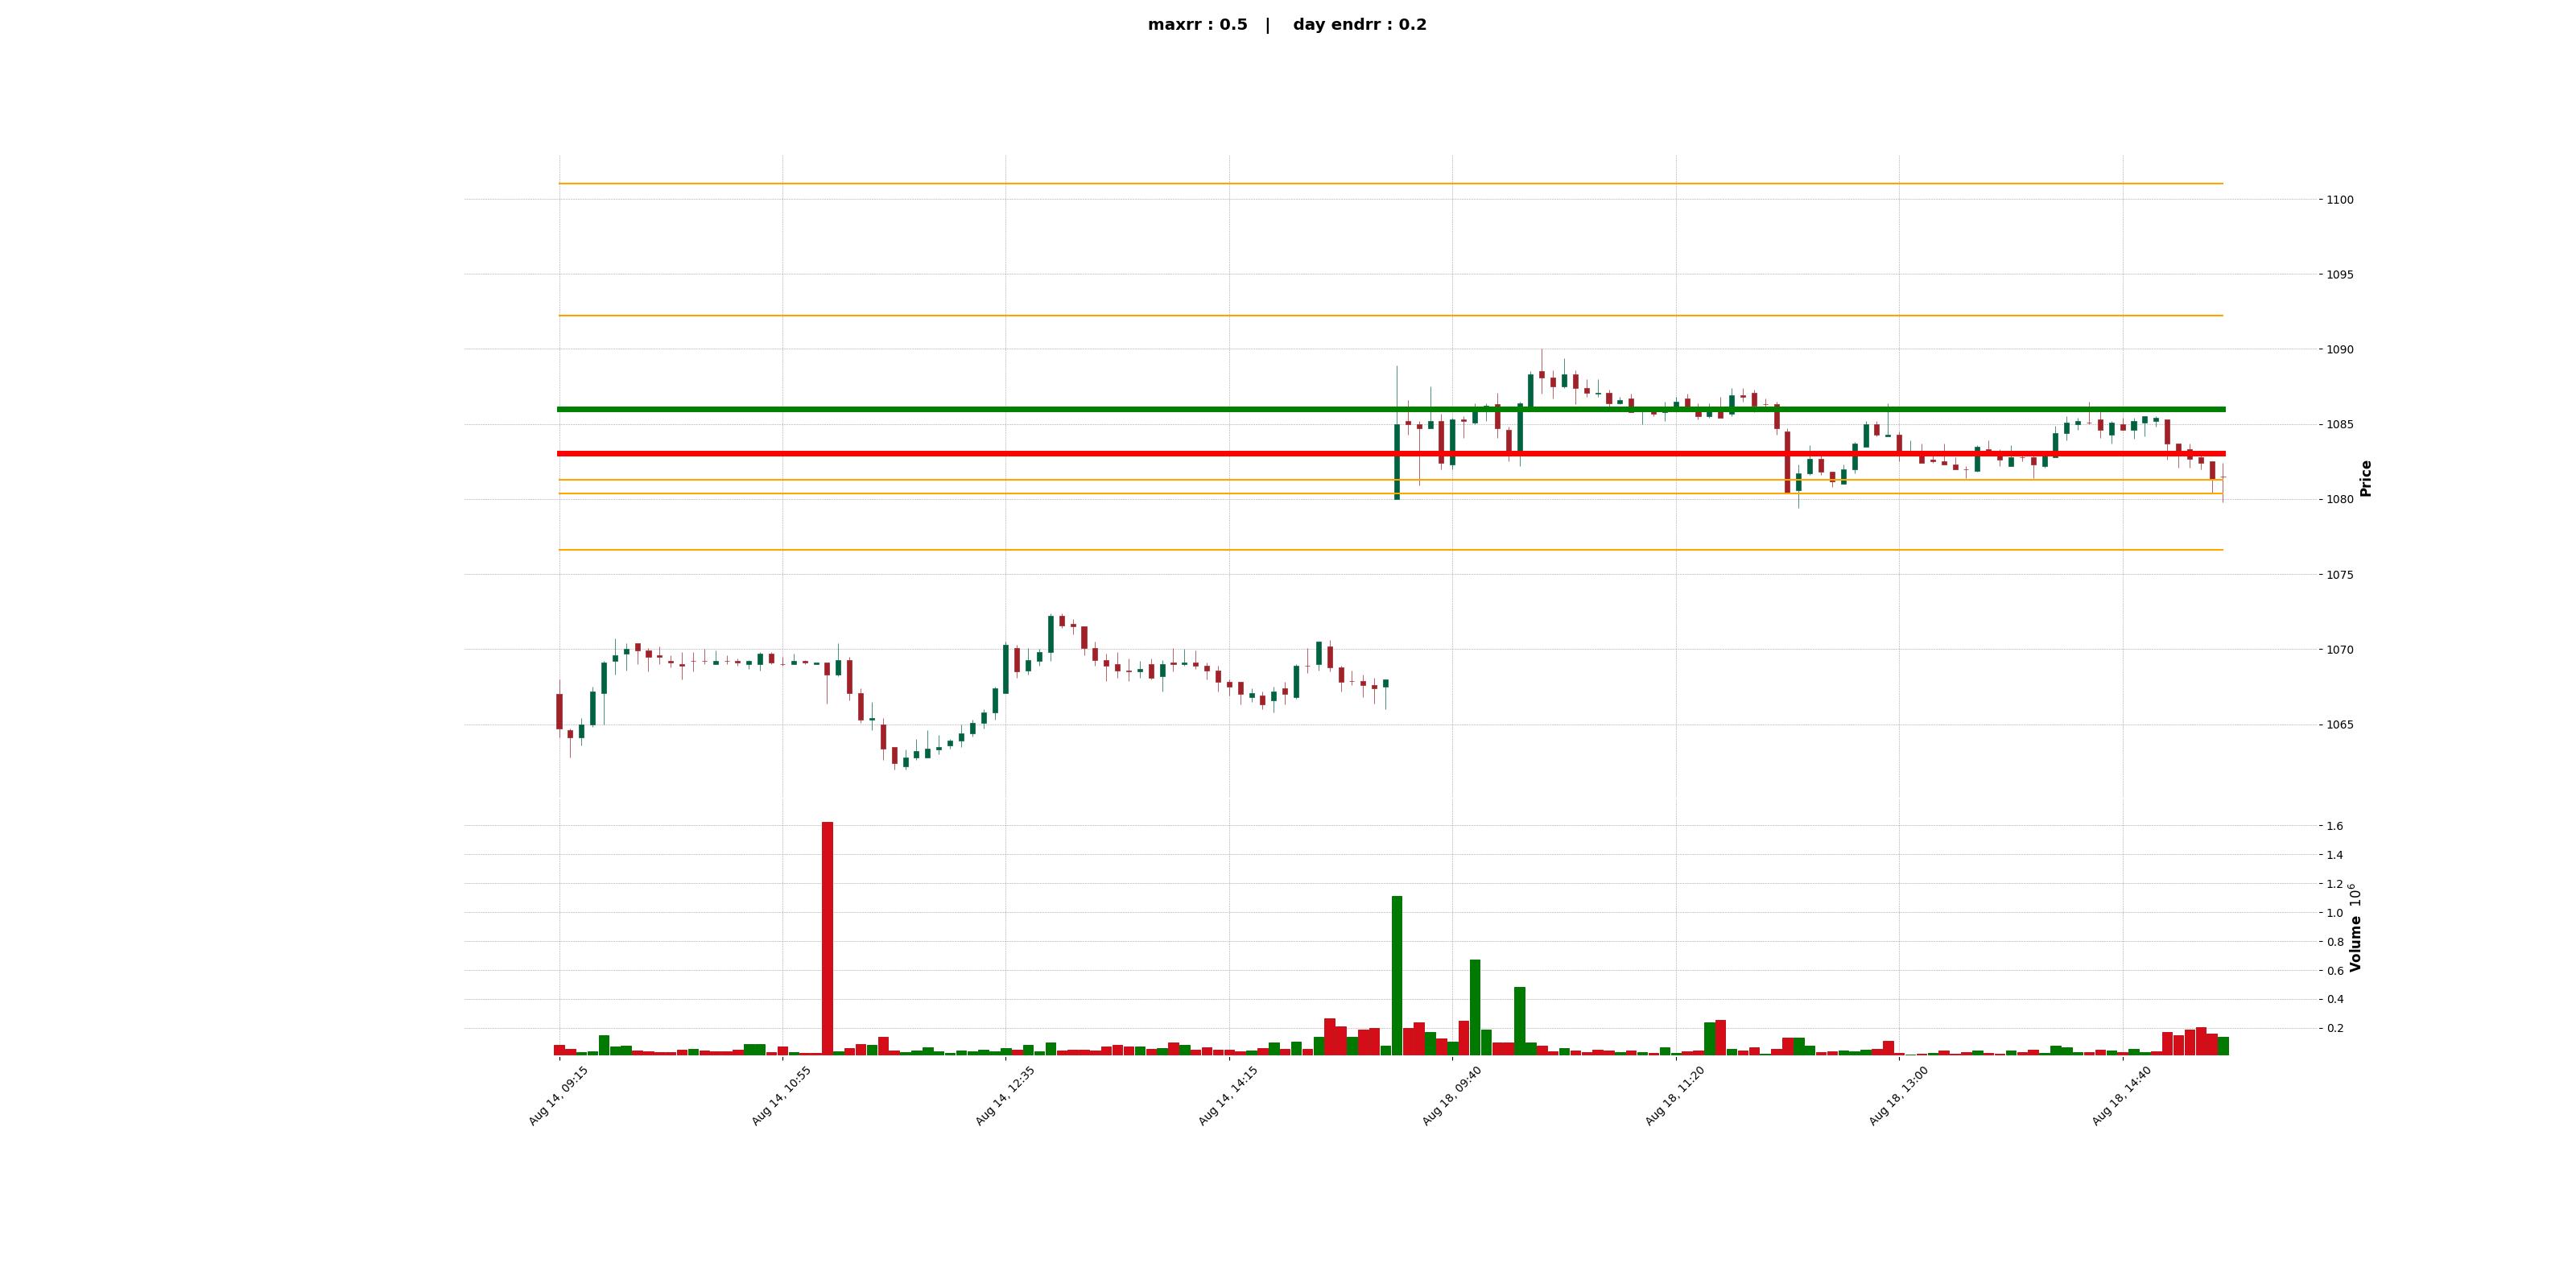 maxrr : 0.5   |    day endrr : 0.2
1100
1095
1090
1085
1080
1075
1070
1065
Price
1.6
1.4
1.2
1.0
0.8
0.6
0.4
0.2
Volume 10⁶
Aug 14, 09:15
Aug 14, 10:55
Aug 14, 12:35
Aug 14, 14:15
Aug 18, 09:40
Aug 18, 11:20
Aug 18, 13:00
Aug 18, 14:40